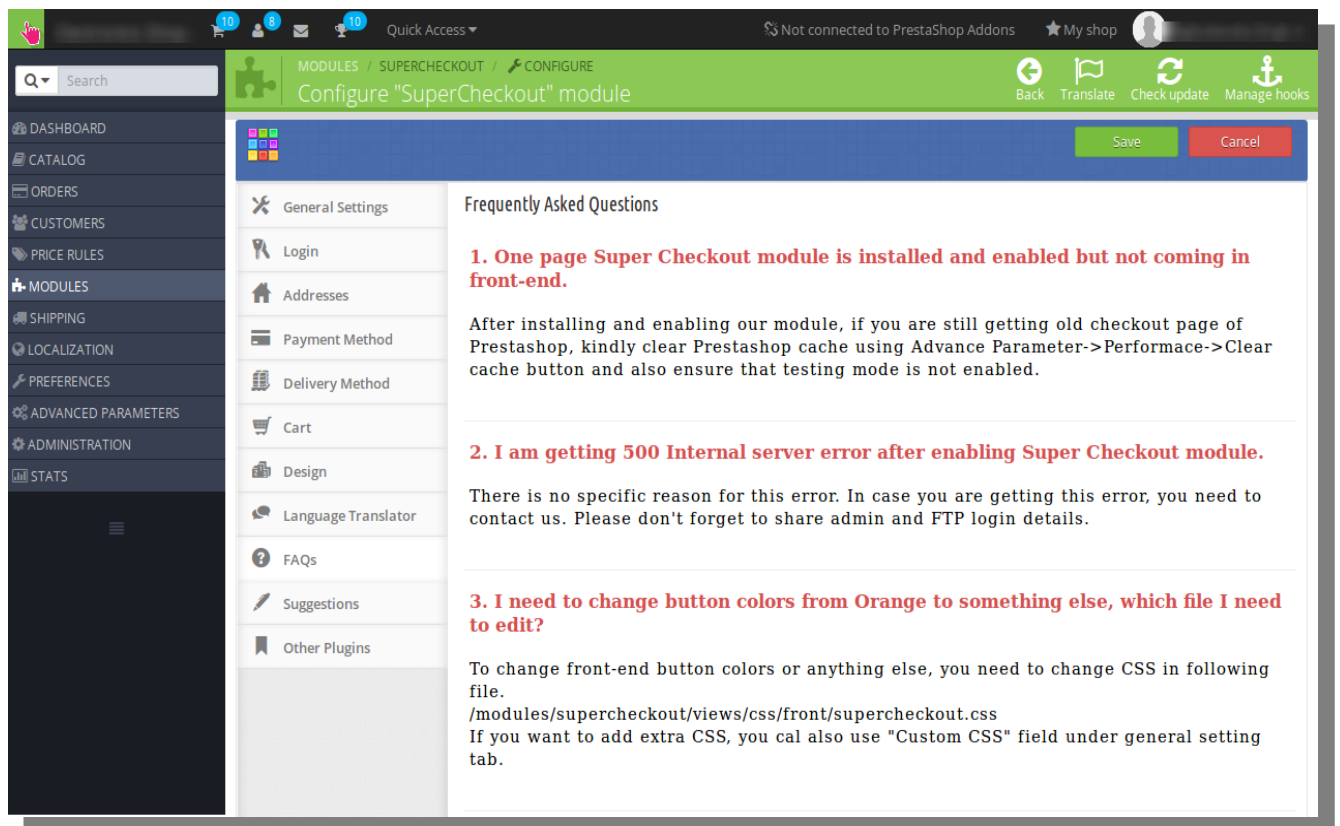 10
8
10
Quick Access
Not connected to PrestaShop Addons
My shop
Search
MODULES / SUPERCHECKOUT / CONFIGURE
Configure "SuperCheckout" module
Back
Translate
Check update
Manage hooks
DASHBOARD
CATALOG
ORDERS
CUSTOMERS
PRICE RULES
MODULES
SHIPPING
LOCALIZATION
PREFERENCES
ADVANCED PARAMETERS
ADMINISTRATION
STATS
Save
Cancel
General Settings
Login
Addresses
Payment Method
Delivery Method
Cart
Design
Language Translator
FAQs
Suggestions
Other Plugins
Frequently Asked Questions
1. One page Super Checkout module is installed and enabled but not coming in
front-end.
After installing and enabling our module, if you are still getting old checkout page of
Prestashop, kindly clear Prestashop cache using Advance Parameter->Performace->Clear
cache button and also ensure that testing mode is not enabled.
2. I am getting 500 Internal server error after enabling Super Checkout module.
There is no specific reason for this error. In case you are getting this error, you need to
contact us. Please don't forget to share admin and FTP login details.
3. I need to change button colors from Orange to something else, which file I need
to edit?
To change front-end button colors or anything else, you need to change CSS in following
file.
/modules/supercheckout/views/css/front/supercheckout.css
If you want to add extra CSS, you cal also use "Custom CSS" field under general setting
tab.